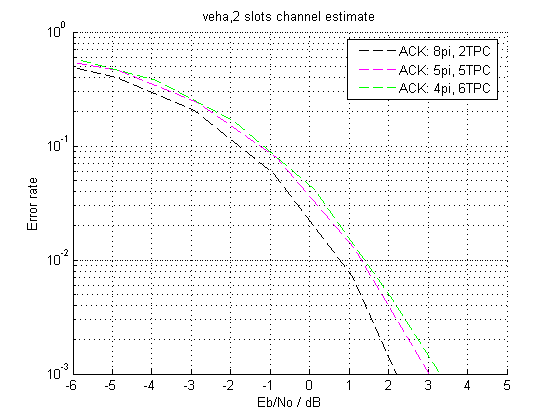 veha,2 slots channel estimate
10^0
ACK: 8pi, 2TPC
ACK: 5pi, 5TPC
ACK: 4pi, 6TPC
10^-1
Error rate
10^-2
10^-3
-6 -5 -4 -3 -2 -1 0 1 2 3 4 5
Eb/No / dB